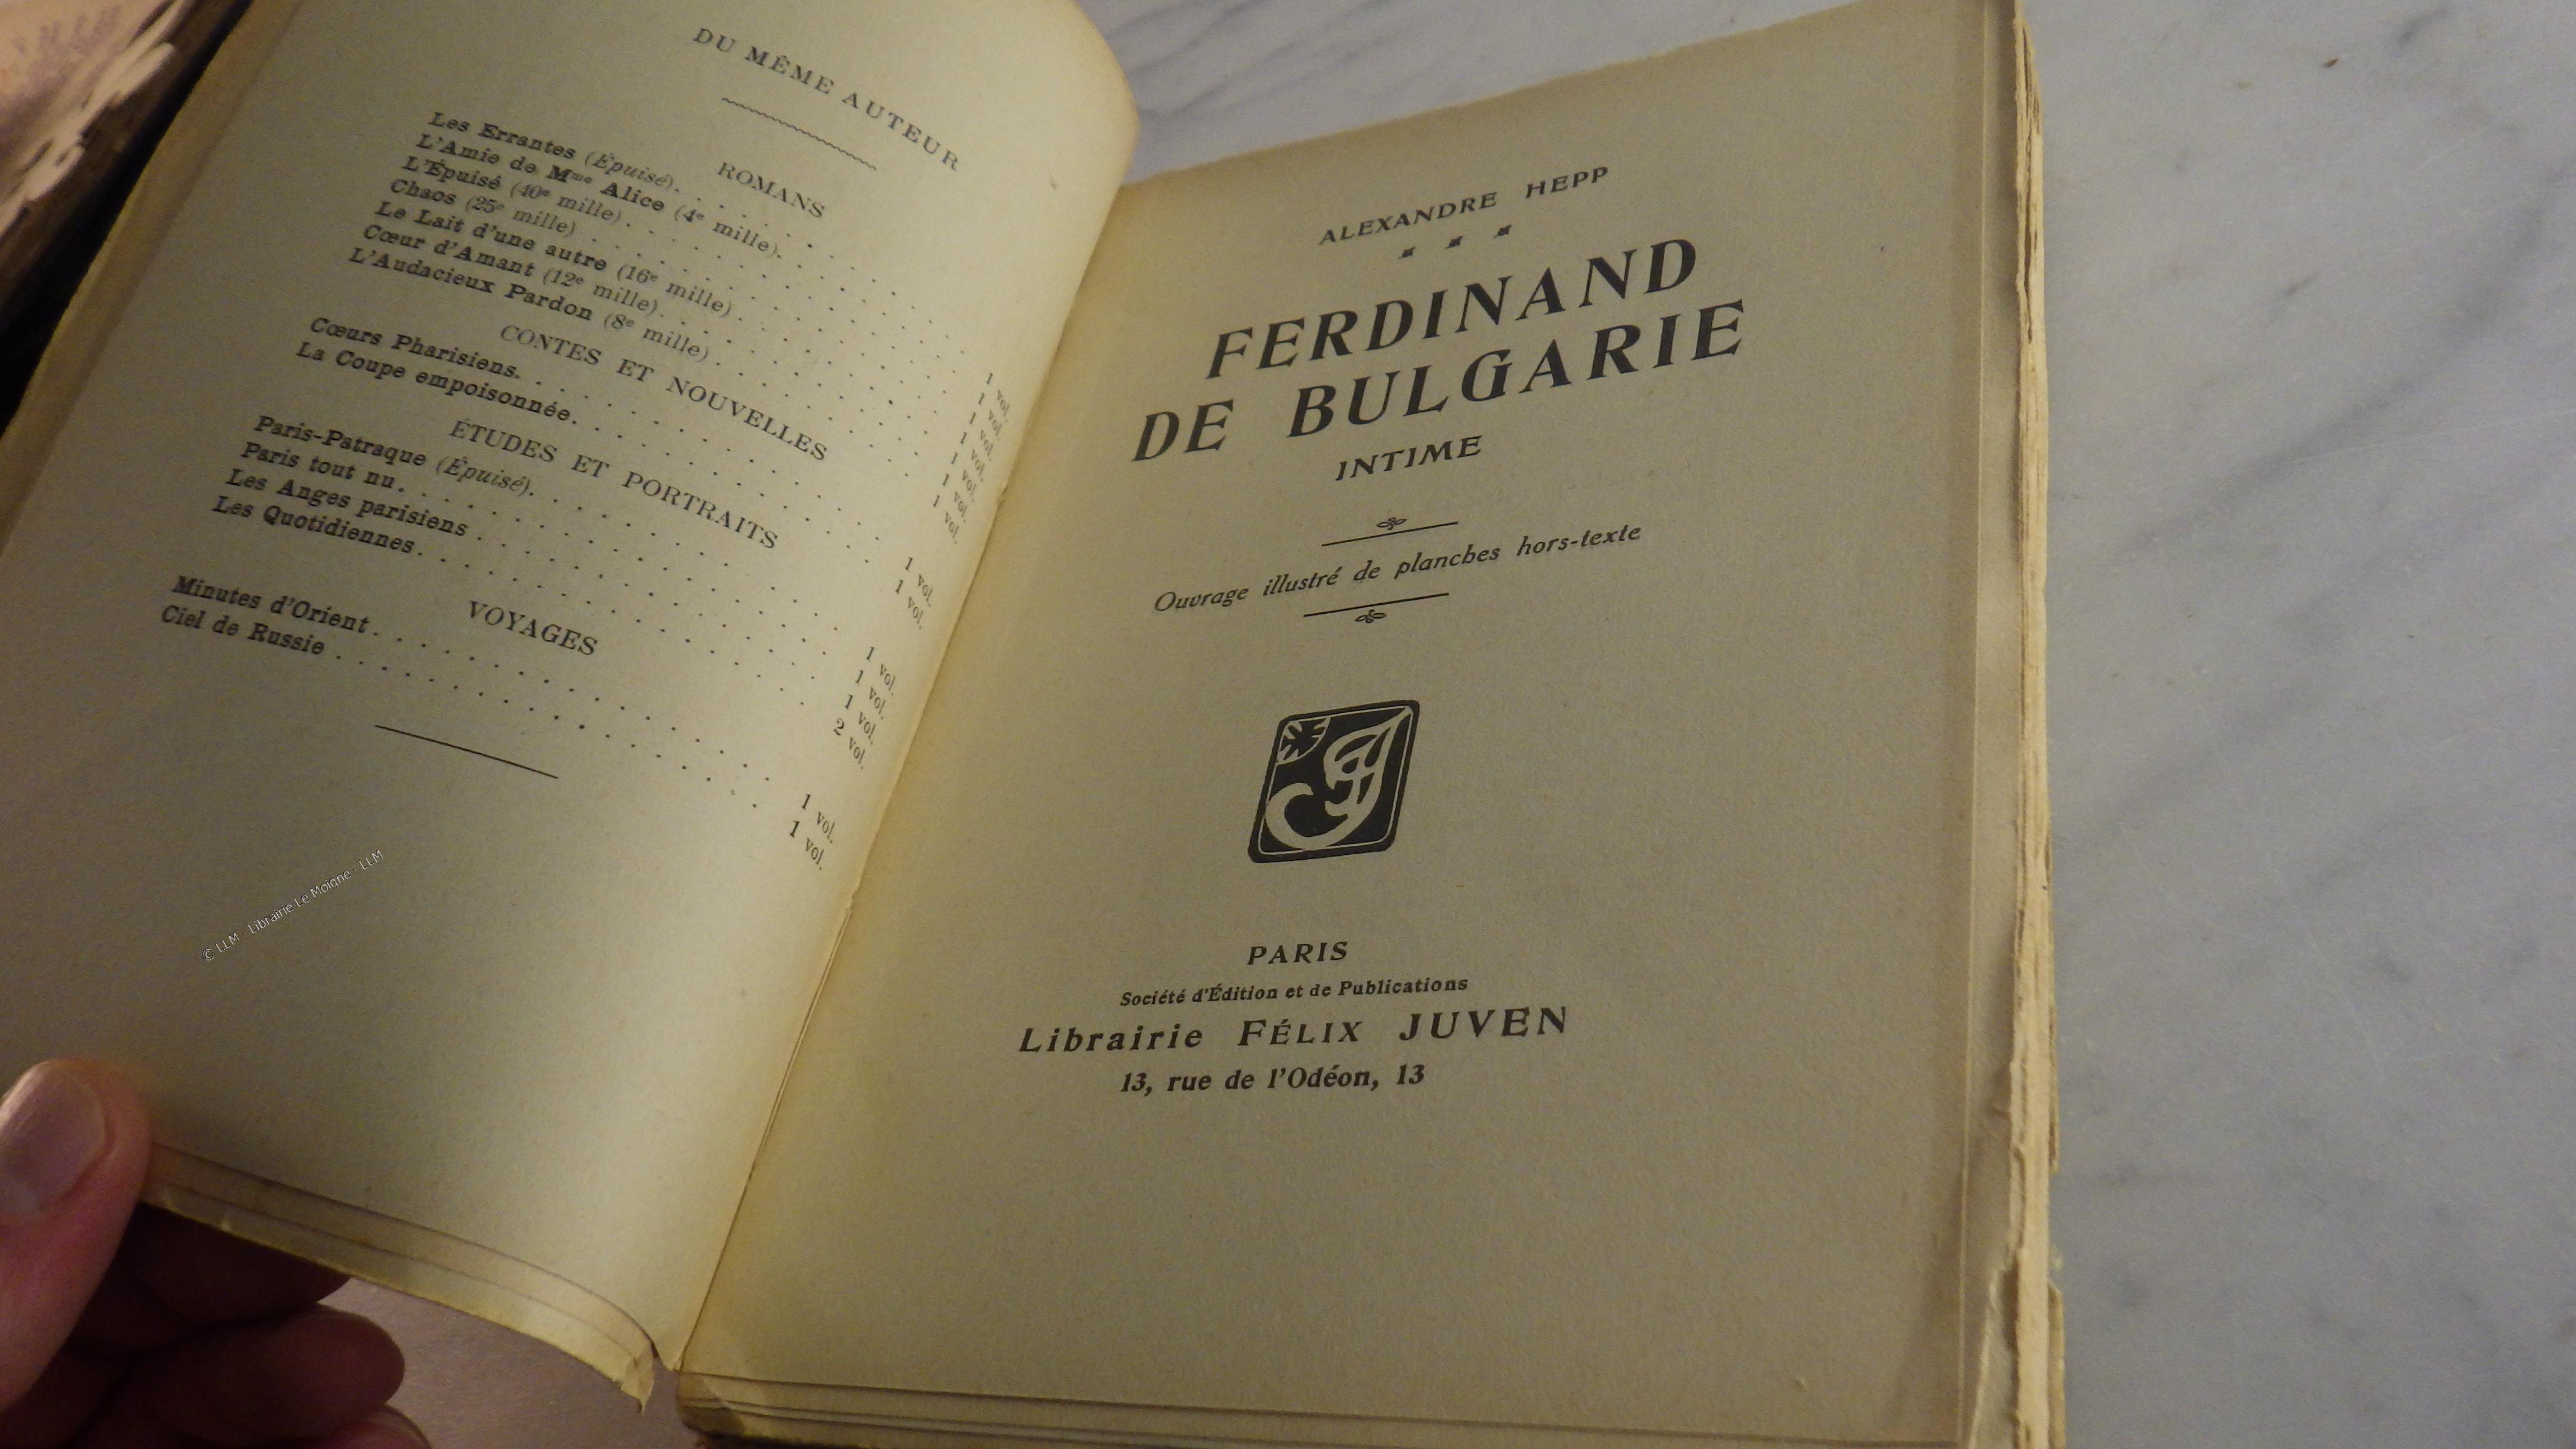 DU MÊME AUTEUR
ROMANS
Les Errantes (Épuisé). . . . . . 1 vol.
L'Amie de Mme Alice (4e mille). . . . . . 1 vol.
L'Épuisé (40e mille) . . . . . . 1 vol.
Chaos (25e mille) . . . . . . 1 vol.
Le Lait d'une autre (16e mille) . . . . . . 1 vol.
Cœur d'Amant (12e mille). . . . . . 1 vol.
L'Audacieux Pardon (8e mille) . . . . . . 1 vol.
CONTES ET NOUVELLES
Cœurs Pharisiens. . . . . . 1 vol.
La Coupe empoisonnée. . . . . . 1 vol.
ÉTUDES ET PORTRAITS
Paris-Patraque (Épuisé). . . . . . 1 vol.
Paris tout nu. . . . . . 1 vol.
Les Anges parisiens . . . . . . 1 vol.
Les Quotidiennes. . . . . . 2 vol.
VOYAGES
Minutes d'Orient . . . . . . 1 vol.
Ciel de Russie . . . . . . 1 vol.
© LLM - Librairie Le Moigne - LLM
ALEXANDRE HEPP
FERDINAND
DE BULGARIE
INTIME
Ouvrage illustré de planches hors-texte
FJ
PARIS
Société d'Édition et de Publications
Librairie FÉLIX JUVEN
13, rue de l'Odéon, 13